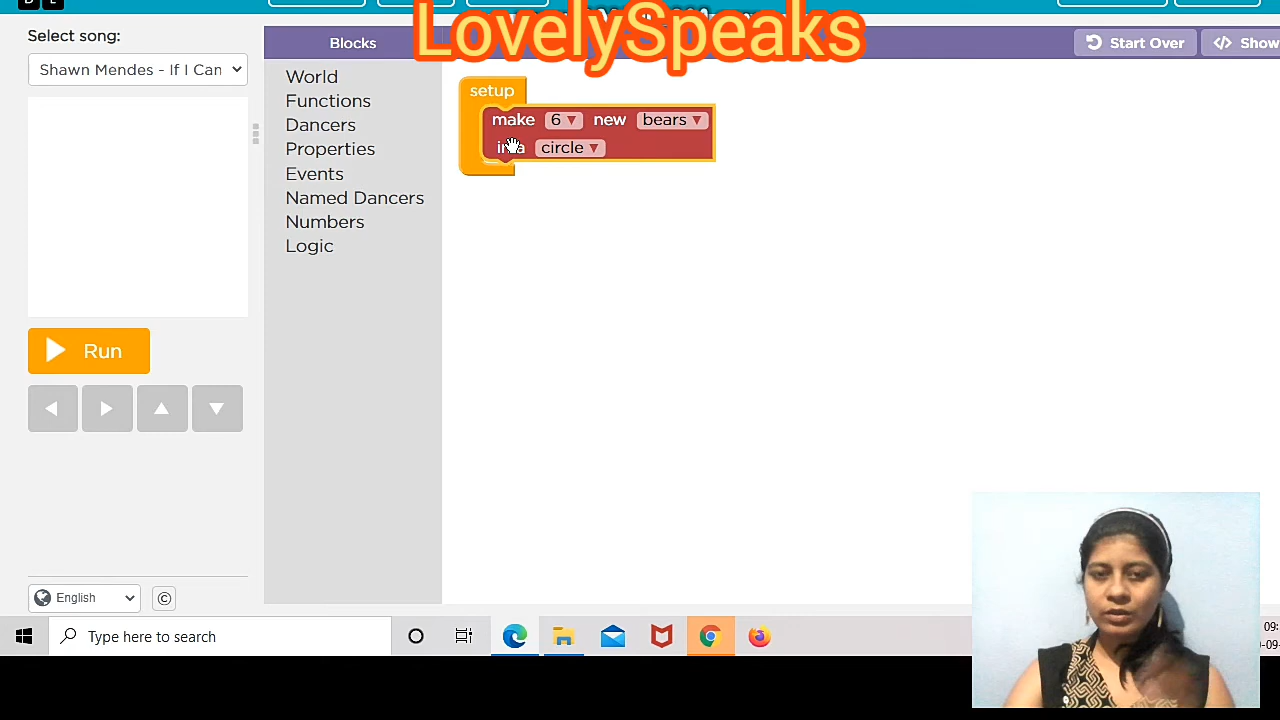 LovelySpeaks
Select song:
Shawn Mendes - If I Can
Blocks
Start Over
Show
World
Functions
Dancers
Properties
Events
Named Dancers
Numbers
Logic
setup
make 6 new bears
in a circle
Run
English
Type here to search